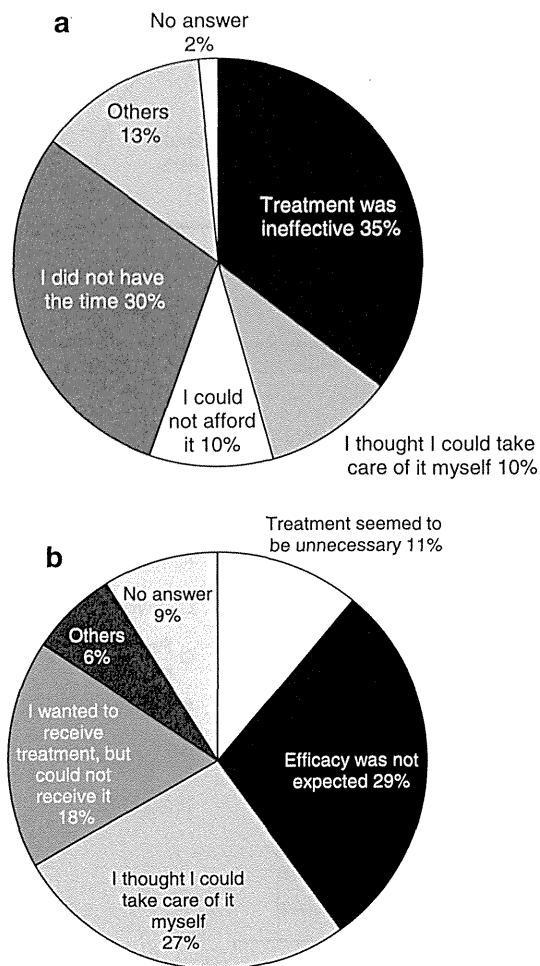 a
No answer
2%
Others
13%
Treatment was
ineffective 35%
I did not have
the time 30%
I could
not afford
it 10%
I thought I could take
care of it myself 10%
b
Treatment seemed to
be unnecessary 11%
No answer
9%
Others
6%
I wanted to
receive
treatment, but
could not
receive it
18%
Efficacy was not
expected 29%
I thought I could
take care of it
myself
27%